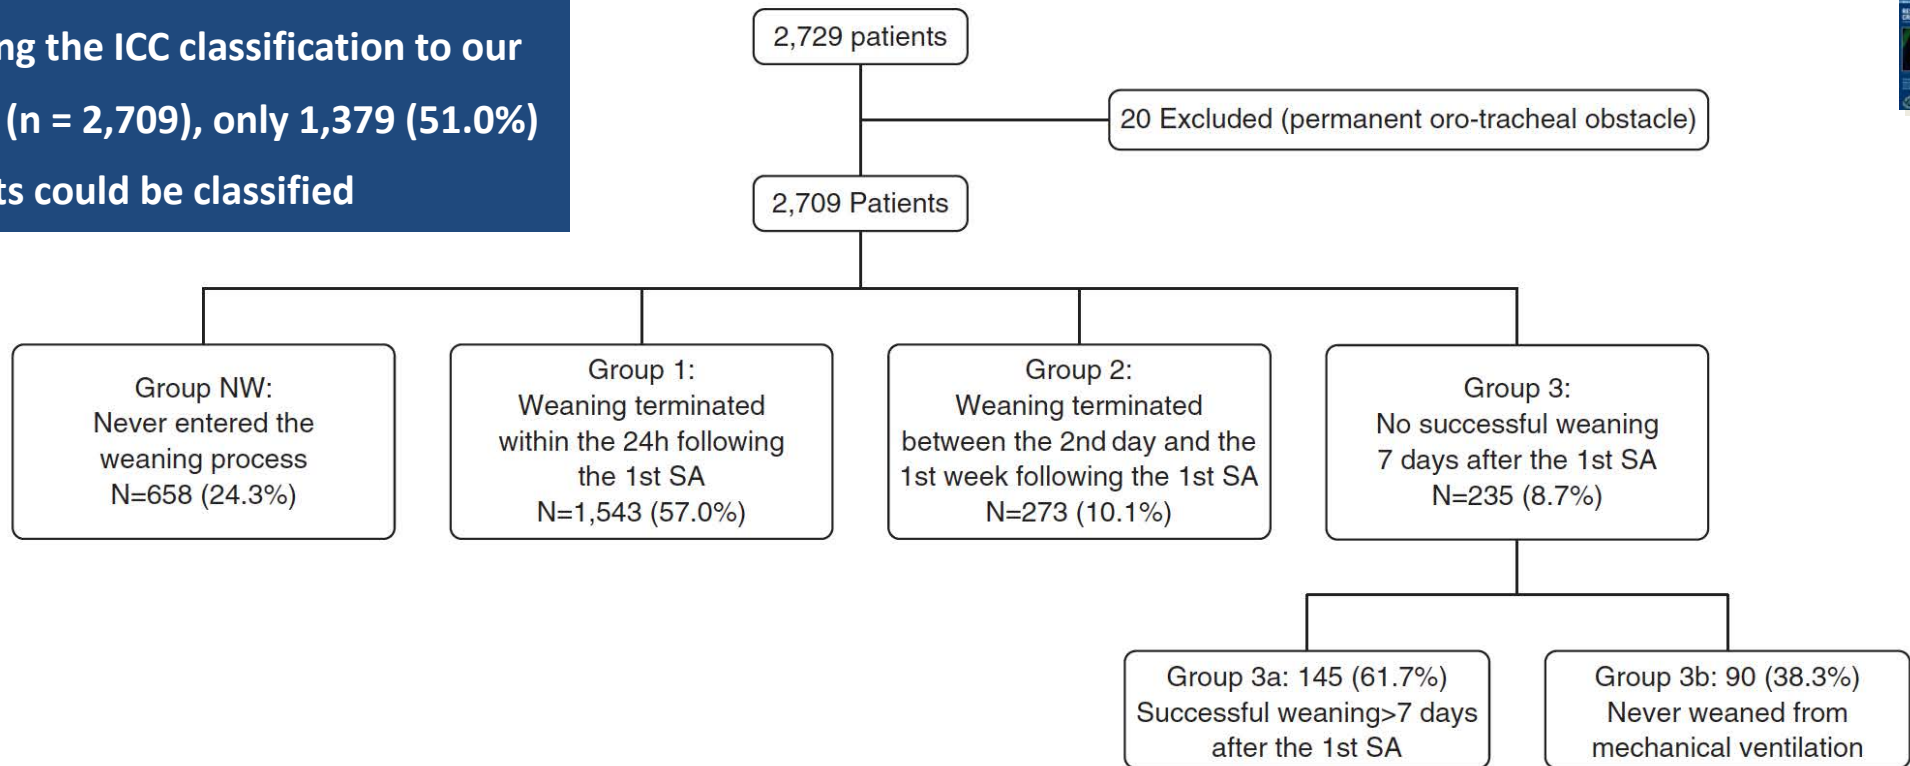 ng the ICC classification to our
(n = 2,709), only 1,379 (51.0%)
ts could be classified
2,729 patients
20 Excluded (permanent oro-tracheal obstacle)
2,709 Patients
Group NW:
Never entered the
weaning process
N=658 (24.3%)
Group 1:
Weaning terminated
within the 24h following
the 1st SA
N=1,543 (57.0%)
Group 2:
Weaning terminated
between the 2nd day and the
1st week following the 1st SA
N=273 (10.1%)
Group 3:
No successful weaning
7 days after the 1st SA
N=235 (8.7%)
Group 3a: 145 (61.7%)
Successful weaning>7 days
after the 1st SA
Group 3b: 90 (38.3%)
Never weaned from
mechanical ventilation